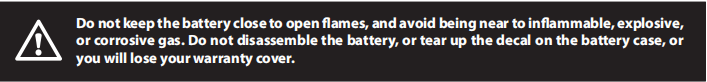 Do not keep the battery close to open flames, and avoid being near to inflammable, explosive,
or corrosive gas. Do not disassemble the battery, or tear up the decal on the battery case, or
you will lose your warranty cover.